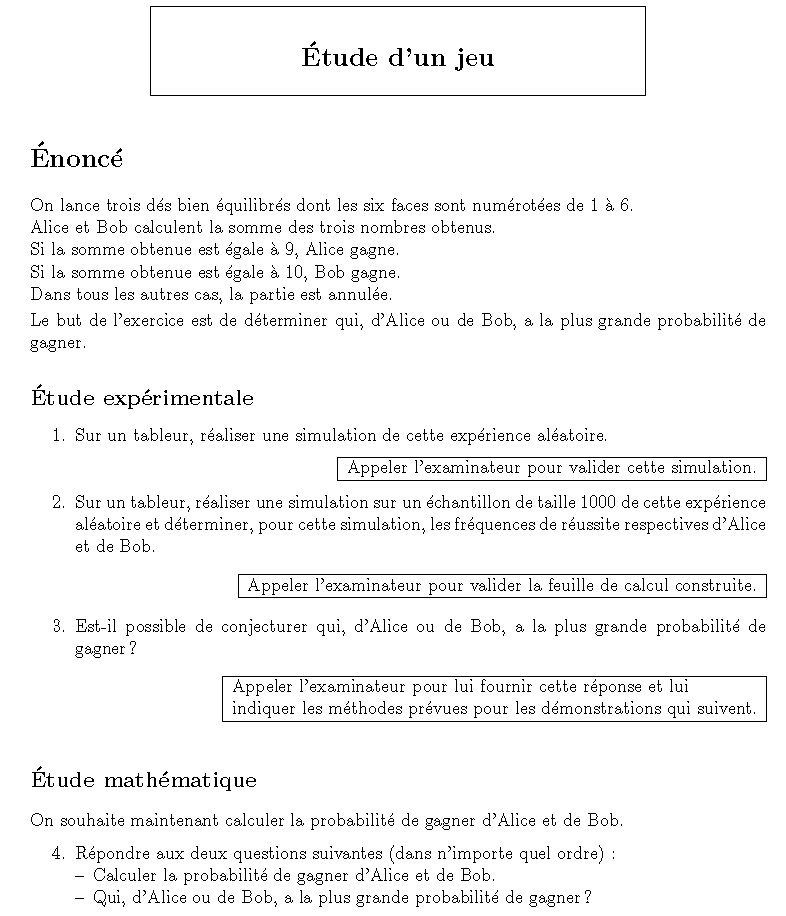 Étude d'un jeu
Énoncé
On lance trois dés bien équilibrés dont les six faces sont numérotées de 1 à 6.
Alice et Bob calculent la somme des trois nombres obtenus.
Si la somme obtenue est égale à 9, Alice gagne.
Si la somme obtenue est égale à 10, Bob gagne.
Dans tous les autres cas, la partie est annulée.
Le but de l'exercice est de déterminer qui, d'Alice ou de Bob, a la plus grande probabilité de
gagner.
Étude expérimentale
1. Sur un tableur, réaliser une simulation de cette expérience aléatoire.
Appeler l'examinateur pour valider cette simulation.
2. Sur un tableur, réaliser une simulation sur un échantillon de taille 1000 de cette expérience
aléatoire et déterminer, pour cette simulation, les fréquences de réussite respectives d'Alice
et de Bob.
Appeler l'examinateur pour valider la feuille de calcul construite.
3. Est-il possible de conjecturer qui, d'Alice ou de Bob, a la plus grande probabilité de
gagner ?
Appeler l'examinateur pour lui fournir cette réponse et lui
indiquer les méthodes prévues pour les démonstrations qui suivent.
Étude mathématique
On souhaite maintenant calculer la probabilité de gagner d'Alice et de Bob.
4. Répondre aux deux questions suivantes (dans n'importe quel ordre) :
– Calculer la probabilité de gagner d'Alice et de Bob.
– Qui, d'Alice ou de Bob, a la plus grande probabilité de gagner ?